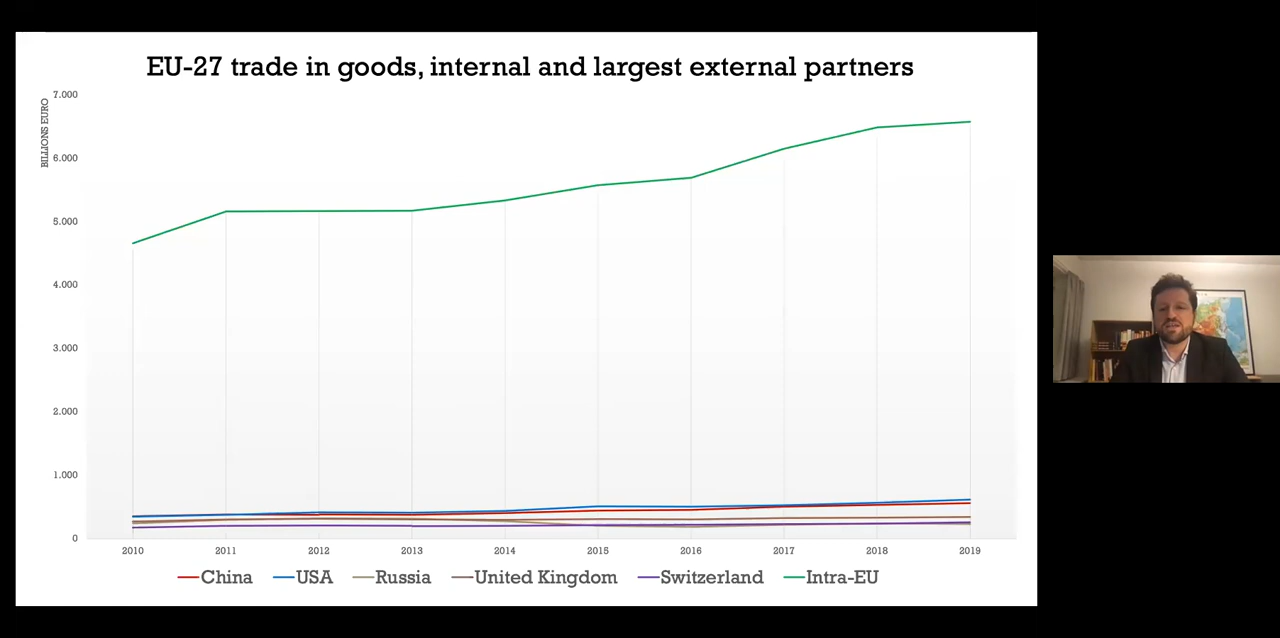 EU-27 trade in goods, internal and largest external partners
BILLIONS EURO
7.000
6.000
5.000
4.000
3.000
2.000
1.000
0
2010 2011 2012 2013 2014 2015 2016 2017 2018 2019
China USA Russia United Kingdom Switzerland Intra-EU